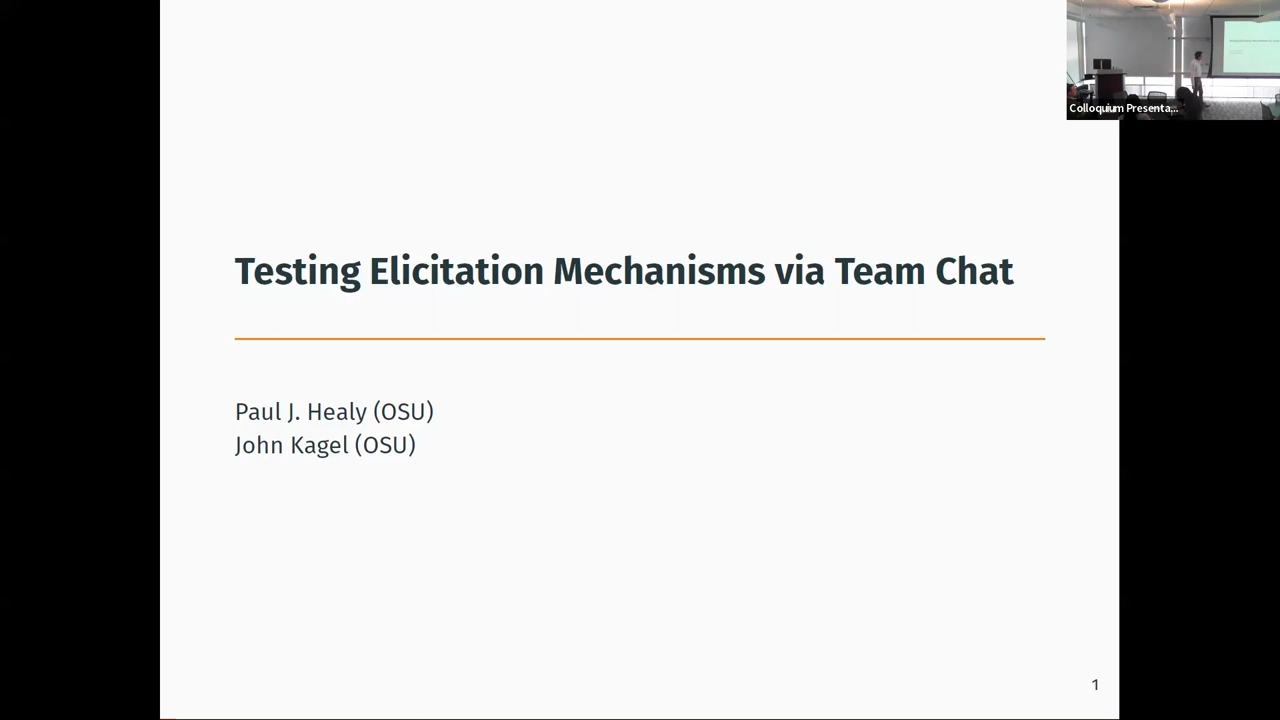 Colloquium Presenta...
Testing Elicitation Mechanisms via Team Chat
Paul J. Healy (OSU)
John Kagel (OSU)
1